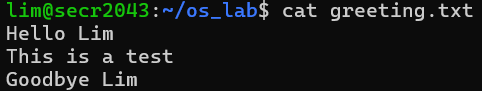 lim@secr2043:~/os_lab$ cat greeting.txt
Hello Lim
This is a test
Goodbye Lim